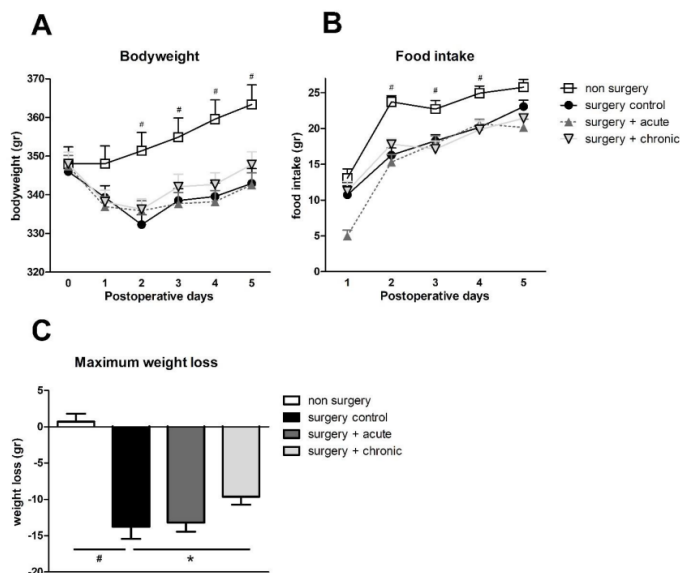 A
Bodyweight
370
360
350
340
330
320
bodyweight (gr)
#
#
#
#
0 1 2 3 4 5
Postoperative days
B
Food intake
25
20
15
10
5
0
food intake (gr)
#
#
#
1 2 3 4 5
Postoperative days
non surgery
surgery control
surgery + acute
surgery + chronic
C
Maximum weight loss
5
0
-5
-10
-15
-20
weight loss (gr)
# *
non surgery
surgery control
surgery + acute
surgery + chronic